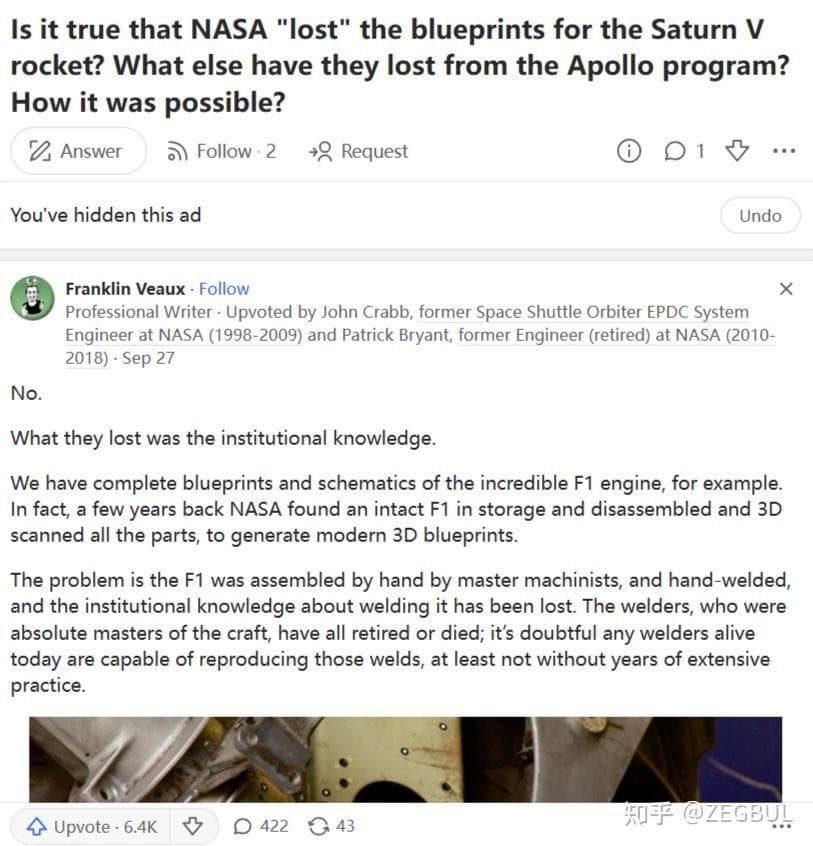 Is it true that NASA "lost" the blueprints for the Saturn V
rocket? What else have they lost from the Apollo program?
How it was possible?
Answer Follow · 2 Request 1
You've hidden this ad Undo
Franklin Veaux · Follow
Professional Writer · Upvoted by John Crabb, former Space Shuttle Orbiter EPDC System
Engineer at NASA (1998-2009) and Patrick Bryant, former Engineer (retired) at NASA (2010-
2018) · Sep 27
No.
What they lost was the institutional knowledge.
We have complete blueprints and schematics of the incredible F1 engine, for example.
In fact, a few years back NASA found an intact F1 in storage and disassembled and 3D
scanned all the parts, to generate modern 3D blueprints.
The problem is the F1 was assembled by hand by master machinists, and hand-welded,
and the institutional knowledge about welding it has been lost. The welders, who were
absolute masters of the craft, have all retired or died; it's doubtful any welders alive
today are capable of reproducing those welds, at least not without years of extensive
practice.
Upvote · 6.4K 422 43
知乎 @ZEGBUL